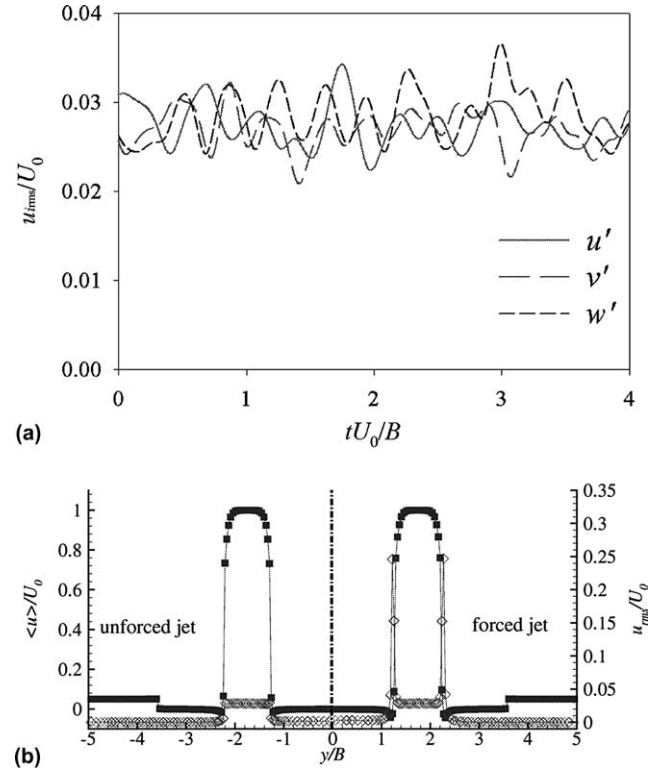 0.04
0.03
0.02
0.01
0.00
u_irms/U_0
u'
v'
w'
0 1 2 3 4
(a)
tU_0/B
1
0.8
0.6
0.4
0.2
0
<u>/U_0
unforced jet
forced jet
0.35
0.3
0.25
0.2
0.15
0.1
0.05
0
u_rms/U_0
-5 -4 -3 -2 -1 0 1 2 3 4 5
(b)
y/B